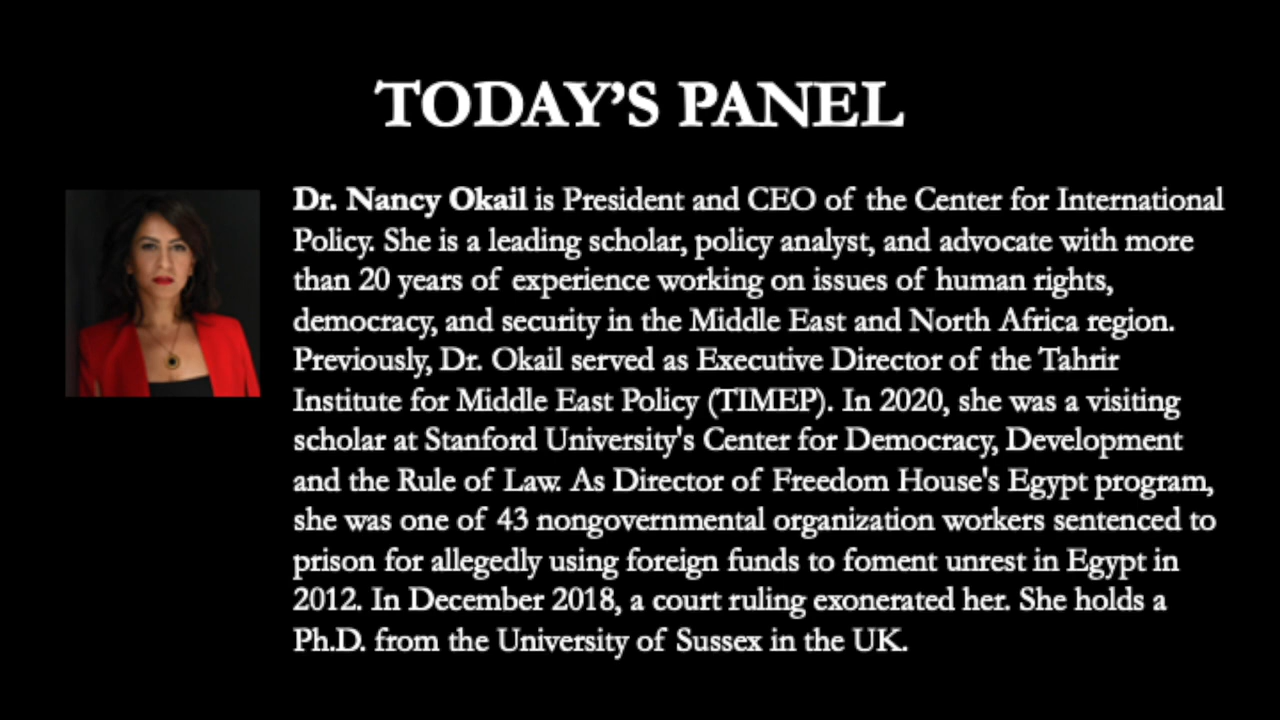 TODAY’S PANEL
Dr. Nancy Okail is President and CEO of the Center for International
Policy. She is a leading scholar, policy analyst, and advocate with more
than 20 years of experience working on issues of human rights,
democracy, and security in the Middle East and North Africa region.
Previously, Dr. Okail served as Executive Director of the Tahrir
Institute for Middle East Policy (TIMEP). In 2020, she was a visiting
scholar at Stanford University's Center for Democracy, Development
and the Rule of Law. As Director of Freedom House's Egypt program,
she was one of 43 nongovernmental organization workers sentenced to
prison for allegedly using foreign funds to foment unrest in Egypt in
2012. In December 2018, a court ruling exonerated her. She holds a
Ph.D. from the University of Sussex in the UK.